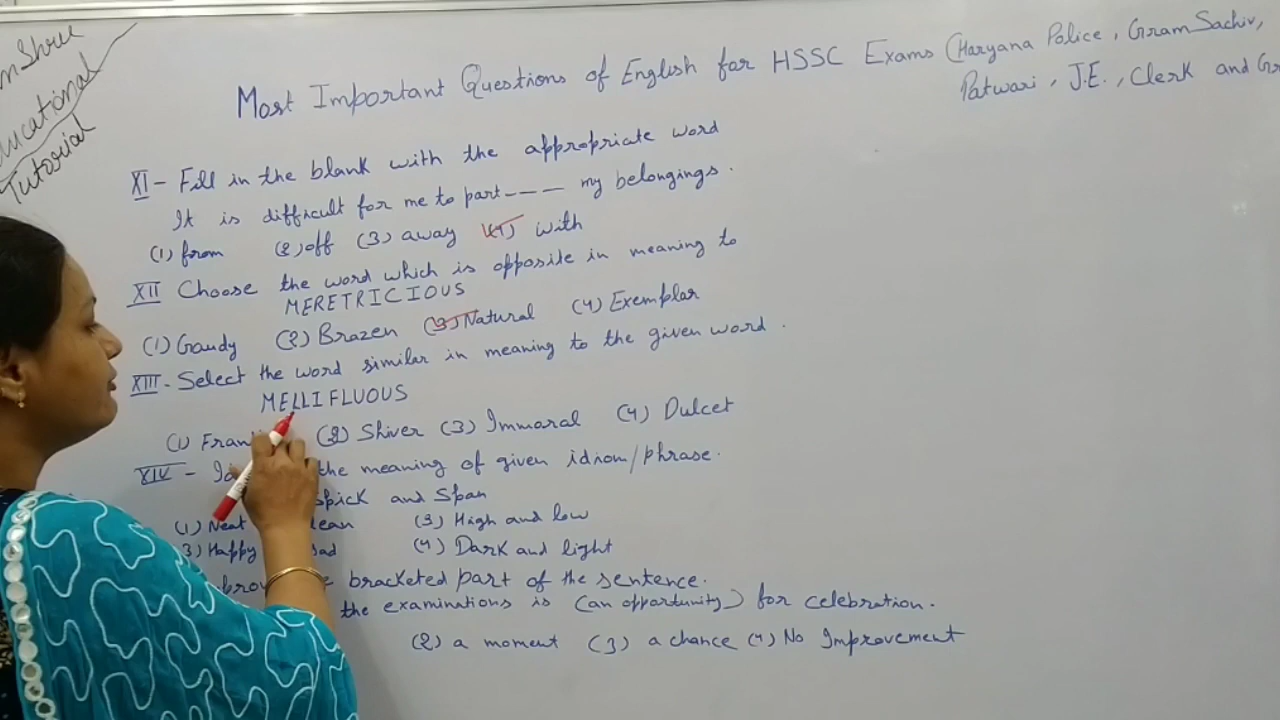 Shree
Educational
Tutorial
Most Important Questions of English for HSSC Exams (Haryana Police, Gram Sachiv,
Patwari, J.E., Clerk and
XI- Fill in the blank with the appropriate word
It is difficult for me to part---- my belongings.
(1) from (2) off (3) away (4) with
XII Choose the word which is opposite in meaning to
MERETRICIOUS
(1) Gaudy (2) Brazen (3) Natural (4) Exemplar
XIII- Select the word similar in meaning to the given word.
MELLIFLUOUS
(1) (2) Shiver (3) Immoral (4) Dulcet
XIV- the meaning of given idiom/phrase.
Spick and Span
(1) Neat (3) High and low
3) Happy (4) Dark and light
bracketed part of the sentence.
the examinations is (an opportunity) for celebration.
(2) a moment (3) a chance (4) No Improvement